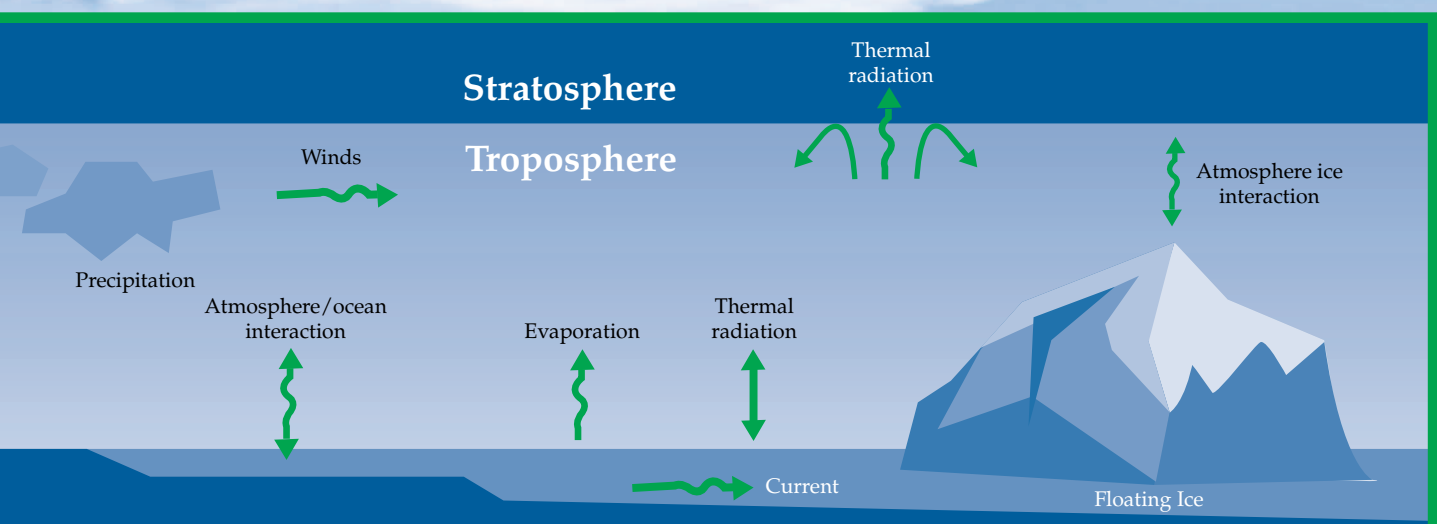 Thermal
radiation
Stratosphere
Troposphere
Winds
Atmosphere ice
interaction
Precipitation
Atmosphere/ocean
interaction
Evaporation
Thermal
radiation
Current
Floating Ice